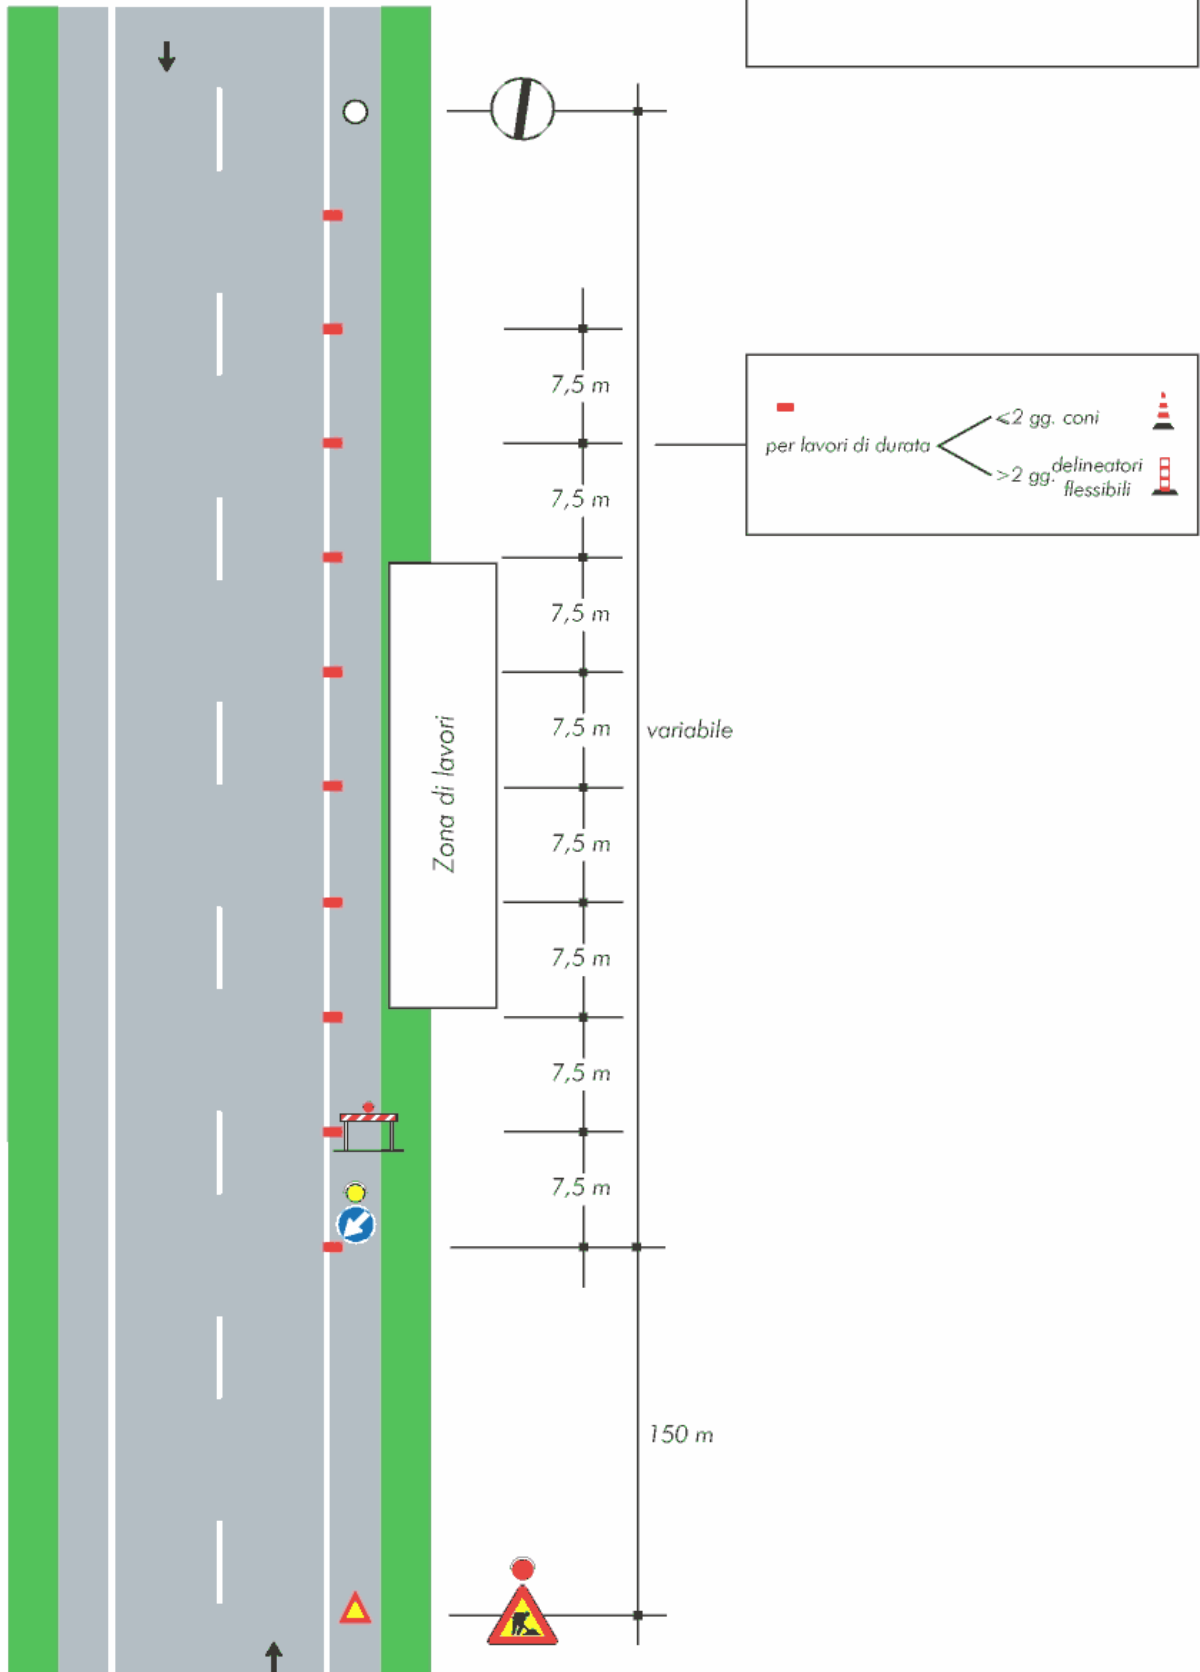 7,5 m
≤2 gg. coni
per lavori di durata
>2 gg. delineatori
flessibili
7,5 m
7,5 m
Zona di lavori
7,5 m
variabile
7,5 m
7,5 m
7,5 m
7,5 m
150 m